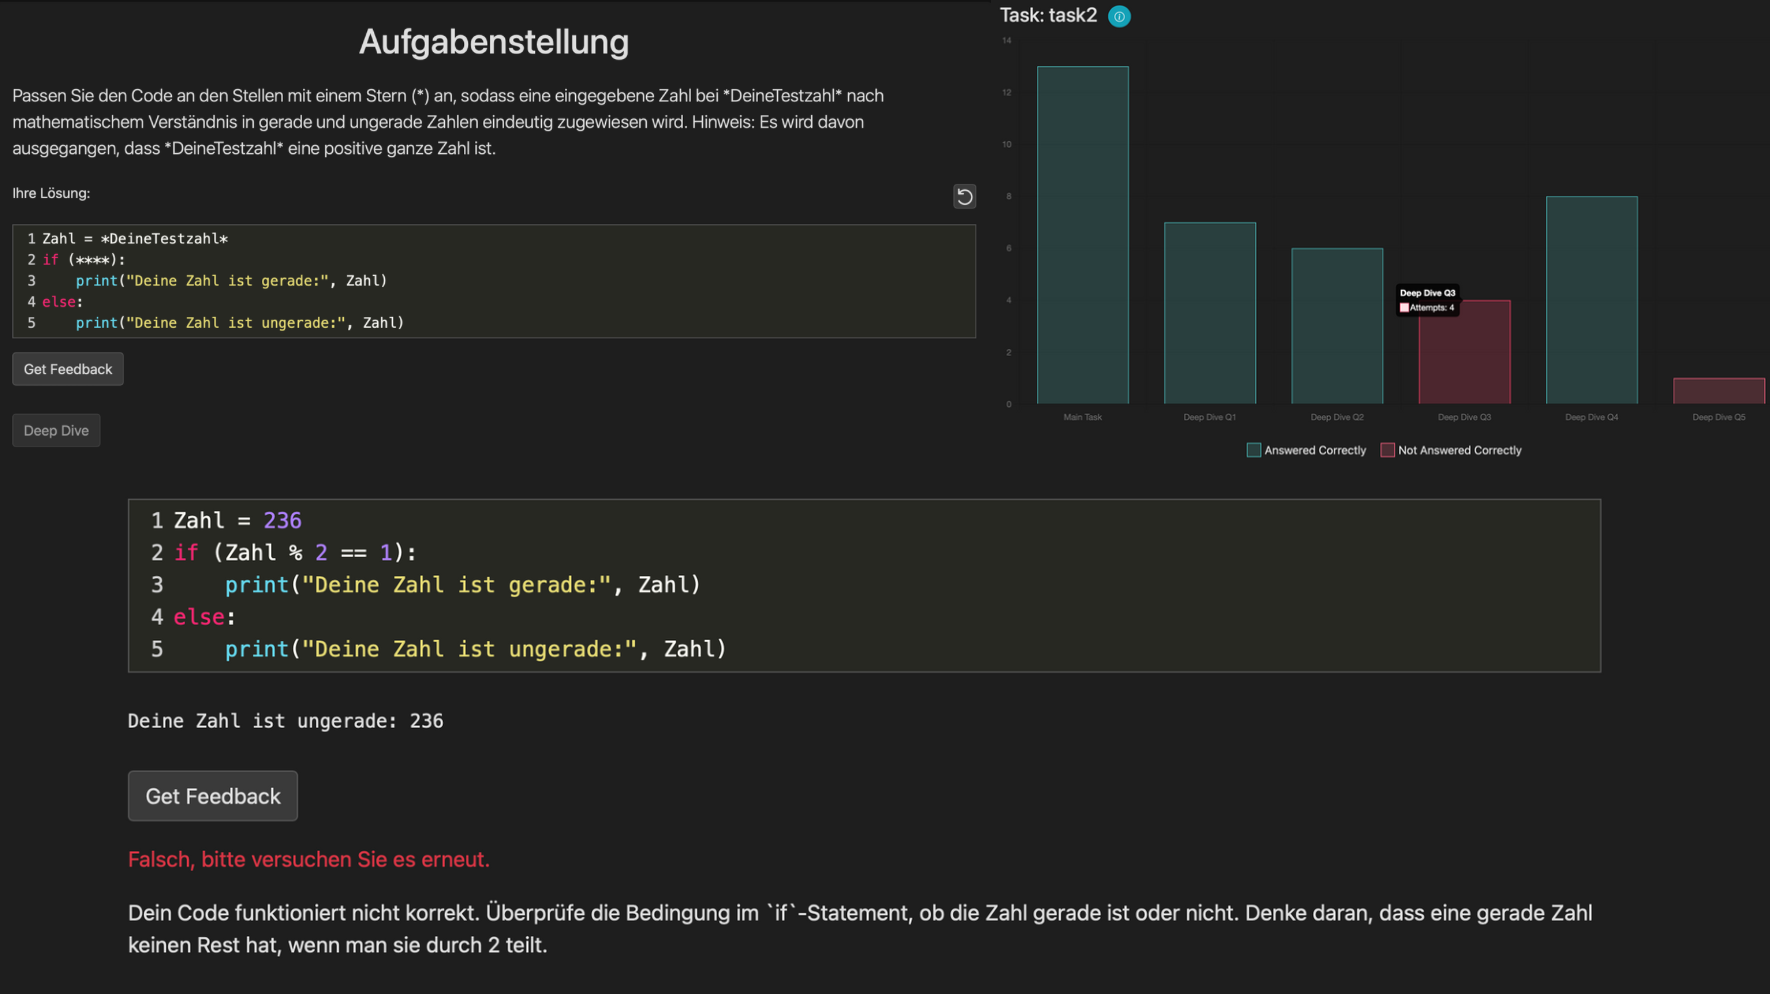 Aufgabenstellung
Passen Sie den Code an den Stellen mit einem Stern (*) an, sodass eine eingegebene Zahl bei *DeineTestzahl* nach
mathematischem Verständnis in gerade und ungerade Zahlen eindeutig zugewiesen wird. Hinweis: Es wird davon
ausgegangen, dass *DeineTestzahl* eine positive ganze Zahl ist.
Ihre Lösung:
1 Zahl = *DeineTestzahl*
2 if (****):
3     print("Deine Zahl ist gerade:", Zahl)
4 else:
5     print("Deine Zahl ist ungerade:", Zahl)
Get Feedback
Deep Dive
Task: task2
14
12
10
8
6
4
2
0
Deep Dive Q3
Attempts: 4
Main Task
Deep Dive Q1
Deep Dive Q2
Deep Dive Q3
Deep Dive Q4
Deep Dive Q5
Answered Correctly
Not Answered Correctly
1 Zahl = 236
2 if (Zahl % 2 == 1):
3     print("Deine Zahl ist gerade:", Zahl)
4 else:
5     print("Deine Zahl ist ungerade:", Zahl)
Deine Zahl ist ungerade: 236
Get Feedback
Falsch, bitte versuchen Sie es erneut.
Dein Code funktioniert nicht korrekt. Überprüfe die Bedingung im `if`-Statement, ob die Zahl gerade ist oder nicht. Denke daran, dass eine gerade Zahl
keinen Rest hat, wenn man sie durch 2 teilt.